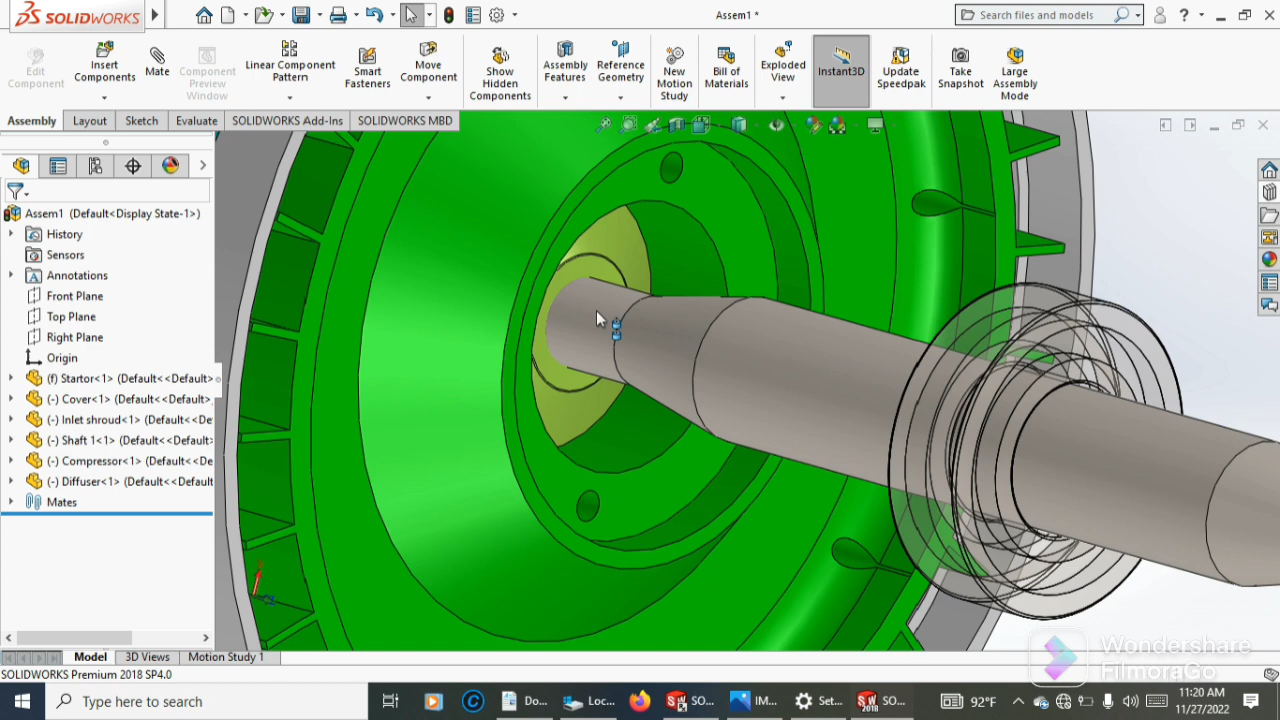 SOLIDWORKS
Assem1 *
Search files and models
Edit Component
Insert Components
Mate
Component Preview Window
Linear Component Pattern
Smart Fasteners
Move Component
Show Hidden Components
Assembly Features
Reference Geometry
New Motion Study
Bill of Materials
Exploded View
Instant3D
Update Speedpak
Take Snapshot
Large Assembly Mode
Assembly Layout Sketch Evaluate SOLIDWORKS Add-Ins SOLIDWORKS MBD
Assem1 (Default<Display State-1>)
History
Sensors
Annotations
Front Plane
Top Plane
Right Plane
Origin
(f) Startor<1> (Default<<Default>
(-) Cover<1> (Default<<Default>
(-) Inlet shroud<1> (Default<<De
(-) Shaft 1<1> (Default<<Default
(-) Compressor<1> (Default<<De
(-) Diffuser<1> (Default<<Default
Mates
Model 3D Views Motion Study 1
Wondershare
FilmoraGo
SOLIDWORKS Premium 2018 SP4.0
Type here to search
Do...
Loc...
SO...
IM...
Set...
SO...
92°F
11:20 AM
11/27/2022